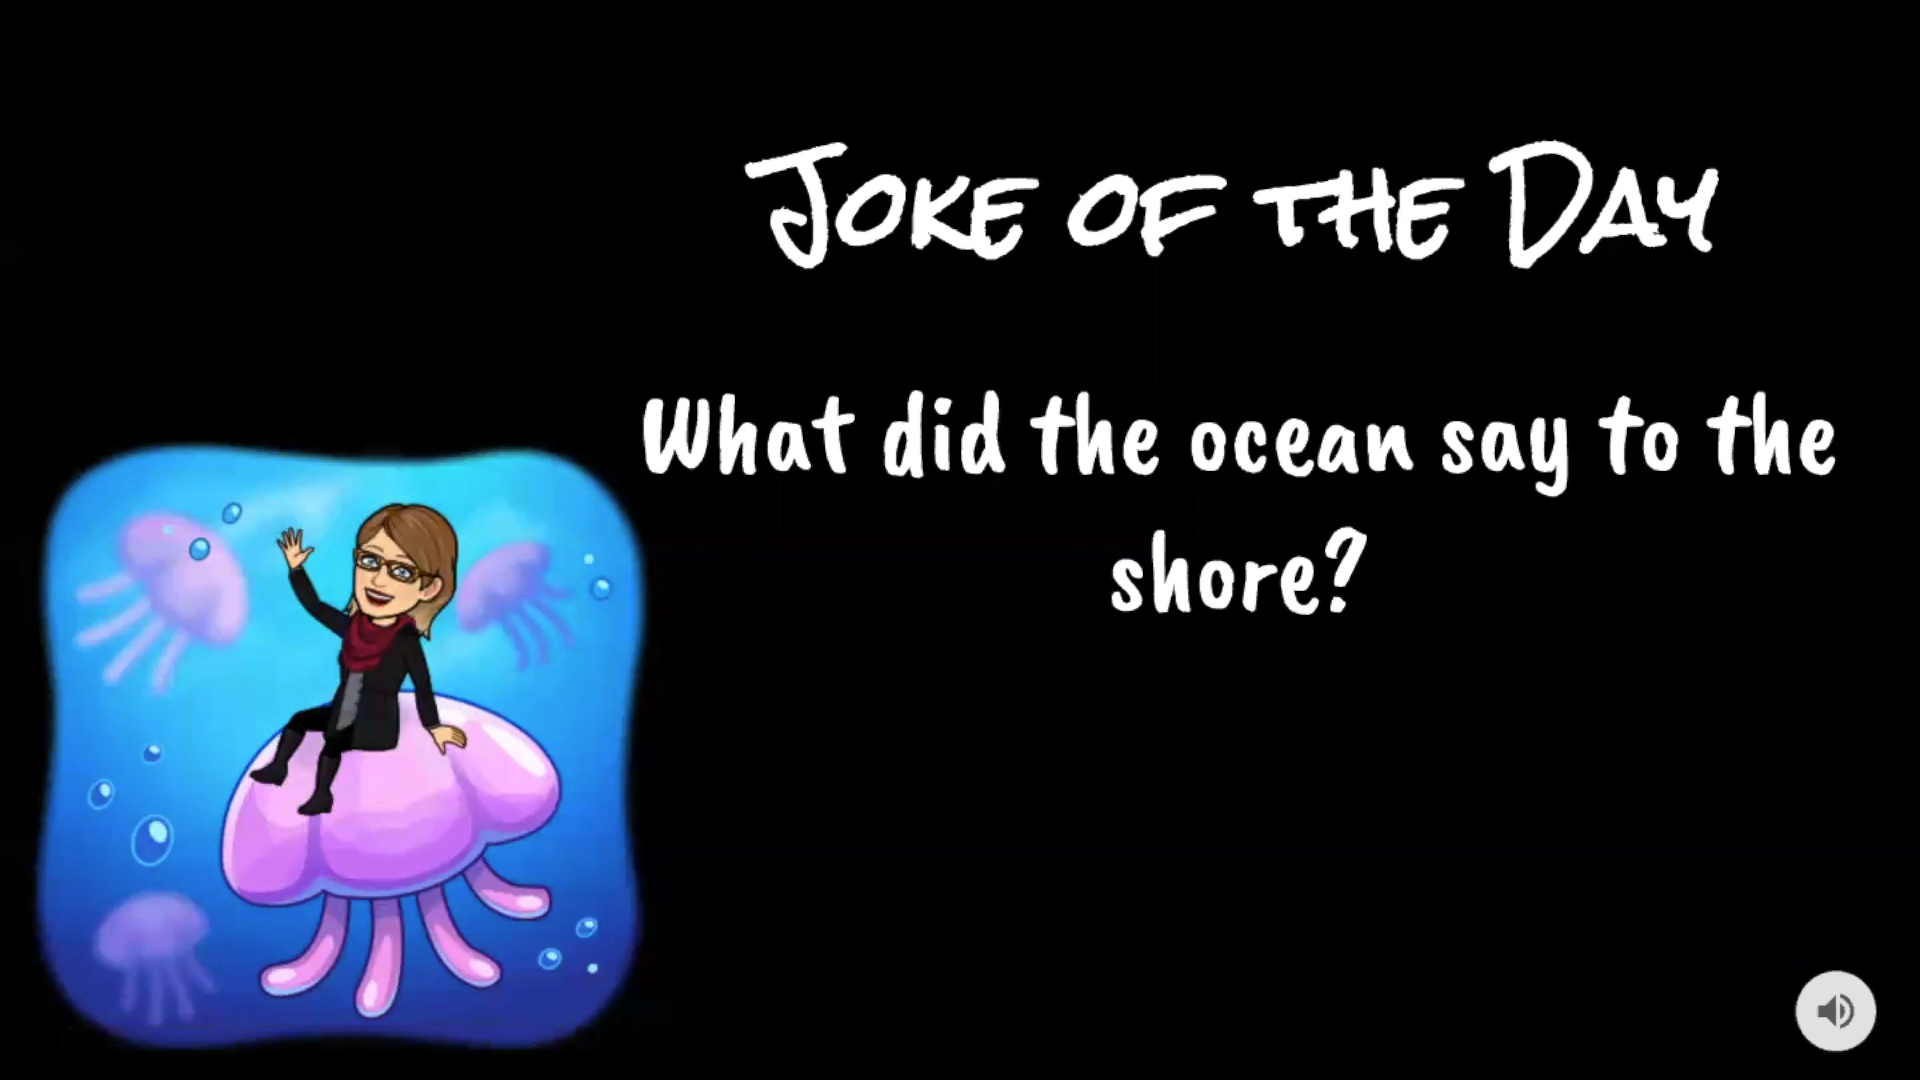 Joke of the Day
What did the ocean say to the
shore?